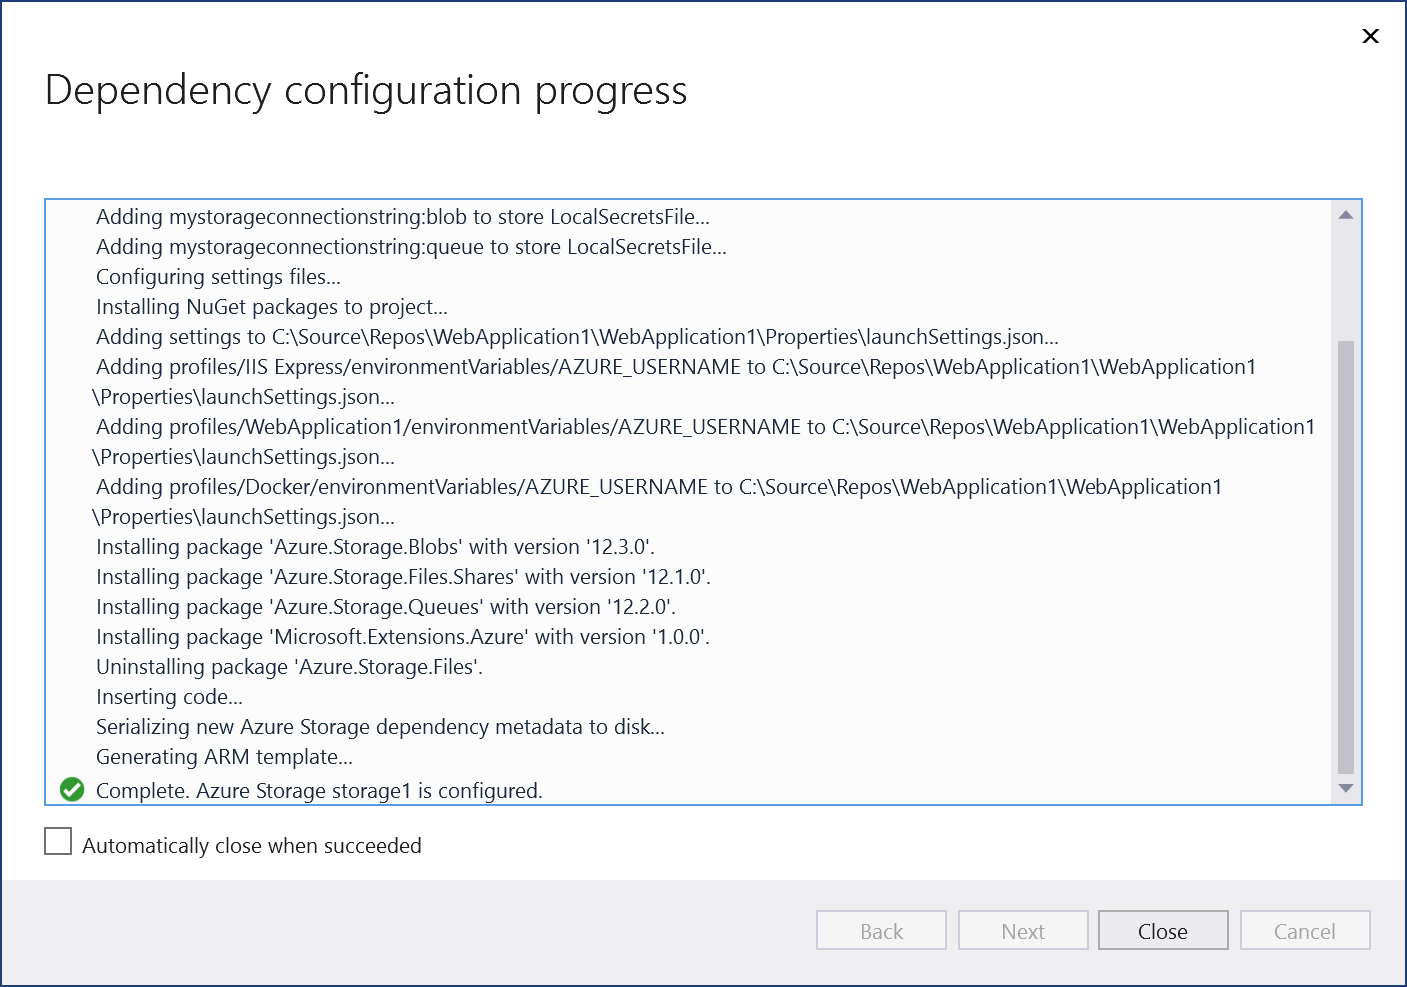 Dependency configuration progress
Adding mystorageconnectionstring:blob to store LocalSecretsFile...
Adding mystorageconnectionstring:queue to store LocalSecretsFile...
Configuring settings files...
Installing NuGet packages to project...
Adding settings to C:\Source\Repos\WebApplication1\WebApplication1\Properties\launchSettings.json...
Adding profiles/IIS Express/environmentVariables/AZURE_USERNAME to C:\Source\Repos\WebApplication1\WebApplication1
\Properties\launchSettings.json...
Adding profiles/WebApplication1/environmentVariables/AZURE_USERNAME to C:\Source\Repos\WebApplication1\WebApplication1
\Properties\launchSettings.json...
Adding profiles/Docker/environmentVariables/AZURE_USERNAME to C:\Source\Repos\WebApplication1\WebApplication1
\Properties\launchSettings.json...
Installing package 'Azure.Storage.Blobs' with version '12.3.0'.
Installing package 'Azure.Storage.Files.Shares' with version '12.1.0'.
Installing package 'Azure.Storage.Queues' with version '12.2.0'.
Installing package 'Microsoft.Extensions.Azure' with version '1.0.0'.
Uninstalling package 'Azure.Storage.Files'.
Inserting code...
Serializing new Azure Storage dependency metadata to disk...
Generating ARM template...
Complete. Azure Storage storage1 is configured.
Automatically close when succeeded
Back Next Close Cancel